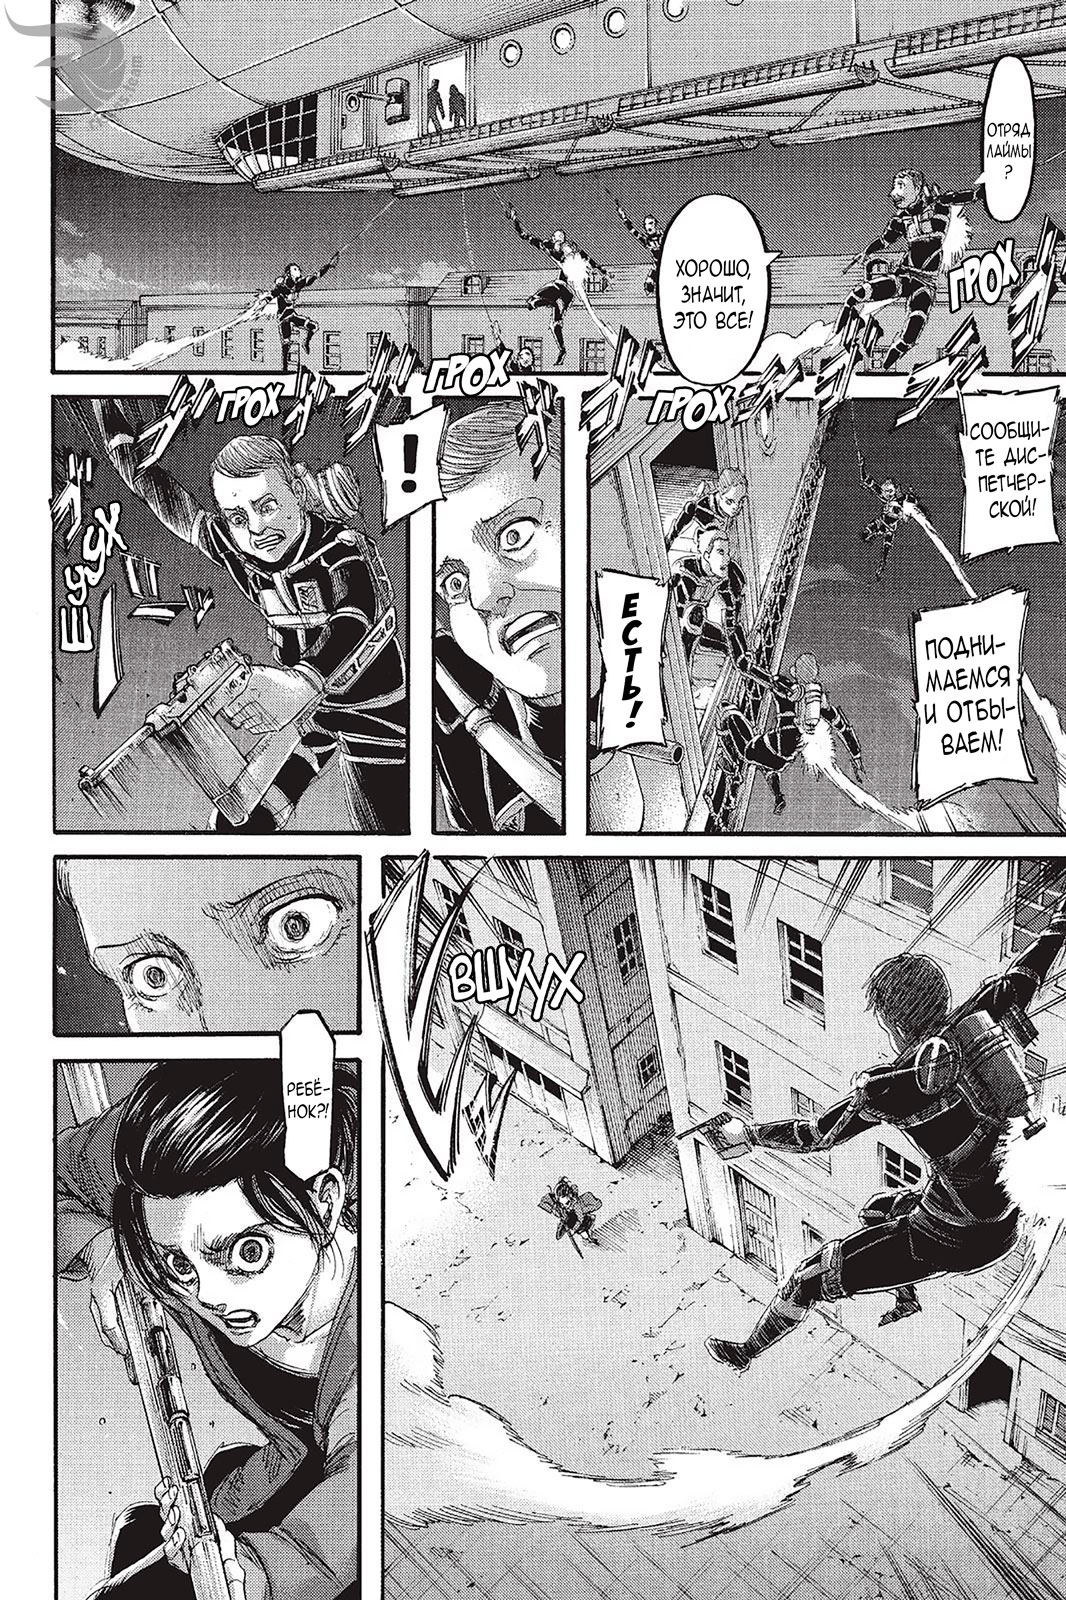 ОТРЯД
ЛАЙМЫ
?
ХОРОШО,
ЗНАЧИТ,
ЭТО ВСЕ!
ГРОХ
ГРОХ
СООБЩИ-
ТЕ ДИС-
ПЕТЧЕР-
СКОЙ!
ПОДНИ-
МАЕМСЯ
И ОТБЫ-
ВАЕМ!
ЕСТЬ!
ГРОХ
!
ГРОХ
ШУУХ
ВШУУХ
РЕБЁ-
НОК?!